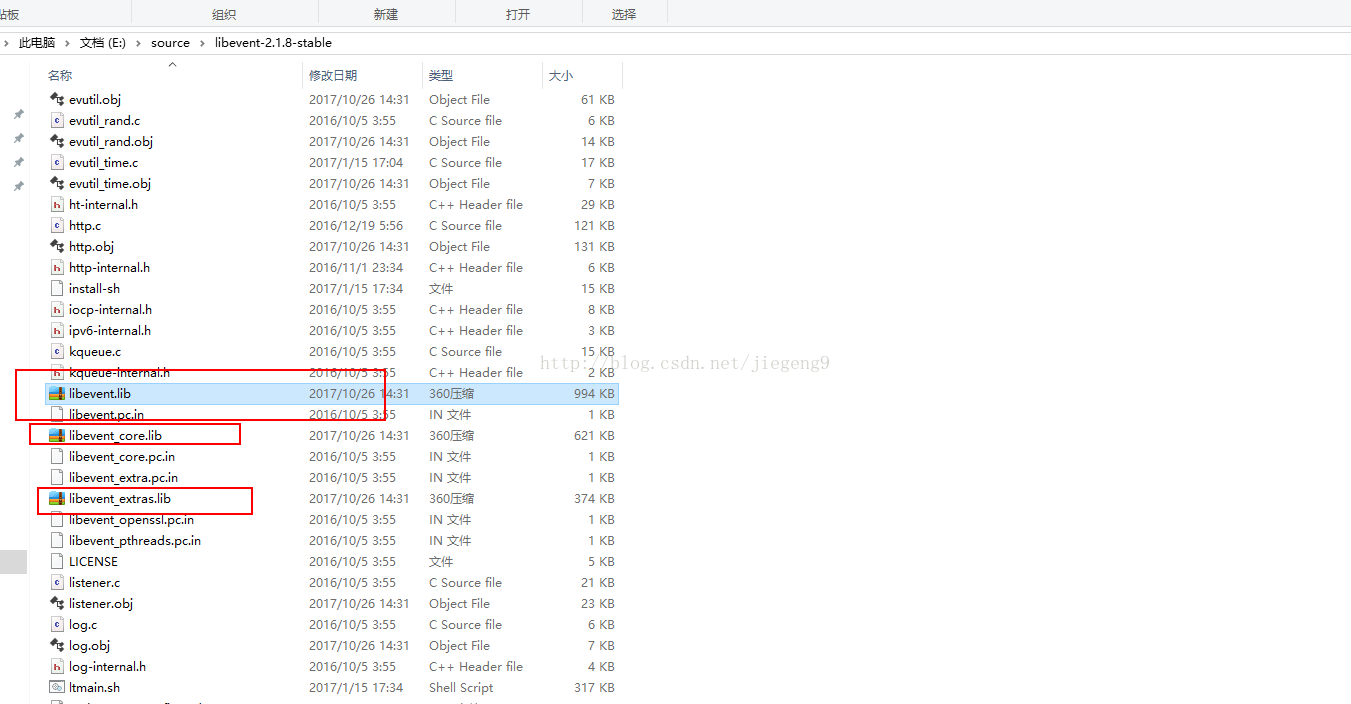 贴板 组织 新建 打开 选择
› 此电脑 › 文档 (E:) › source › libevent-2.1.8-stable
名称 修改日期 类型 大小
evutil.obj 2017/10/26 14:31 Object File 61 KB
evutil_rand.c 2016/10/5 3:55 C Source file 6 KB
evutil_rand.obj 2017/10/26 14:31 Object File 14 KB
evutil_time.c 2017/1/15 17:04 C Source file 17 KB
evutil_time.obj 2017/10/26 14:31 Object File 7 KB
ht-internal.h 2016/10/5 3:55 C++ Header file 29 KB
http.c 2016/12/19 5:56 C Source file 121 KB
http.obj 2017/10/26 14:31 Object File 131 KB
http-internal.h 2016/11/1 23:34 C++ Header file 6 KB
install-sh 2017/1/15 17:34 文件 15 KB
iocp-internal.h 2016/10/5 3:55 C++ Header file 8 KB
ipv6-internal.h 2016/10/5 3:55 C++ Header file 3 KB
kqueue.c 2016/10/5 3:55 C Source file 15 KB
http://blog.csdn.net/jiegeng9
kqueue-internal.h 2016/10/5 3:55 C++ Header file 2 KB
libevent.lib 2017/10/26 14:31 360压缩 994 KB
libevent.pc.in 2016/10/5 3:55 IN 文件 1 KB
libevent_core.lib 2017/10/26 14:31 360压缩 621 KB
libevent_core.pc.in 2016/10/5 3:55 IN 文件 1 KB
libevent_extra.pc.in 2016/10/5 3:55 IN 文件 1 KB
libevent_extras.lib 2017/10/26 14:31 360压缩 374 KB
libevent_openssl.pc.in 2016/10/5 3:55 IN 文件 1 KB
libevent_pthreads.pc.in 2016/10/5 3:55 IN 文件 1 KB
LICENSE 2016/10/5 3:55 文件 5 KB
listener.c 2016/10/5 3:55 C Source file 21 KB
listener.obj 2017/10/26 14:31 Object File 23 KB
log.c 2016/10/5 3:55 C Source file 6 KB
log.obj 2017/10/26 14:31 Object File 7 KB
log-internal.h 2016/10/5 3:55 C++ Header file 4 KB
ltmain.sh 2017/1/15 17:34 Shell Script 317 KB